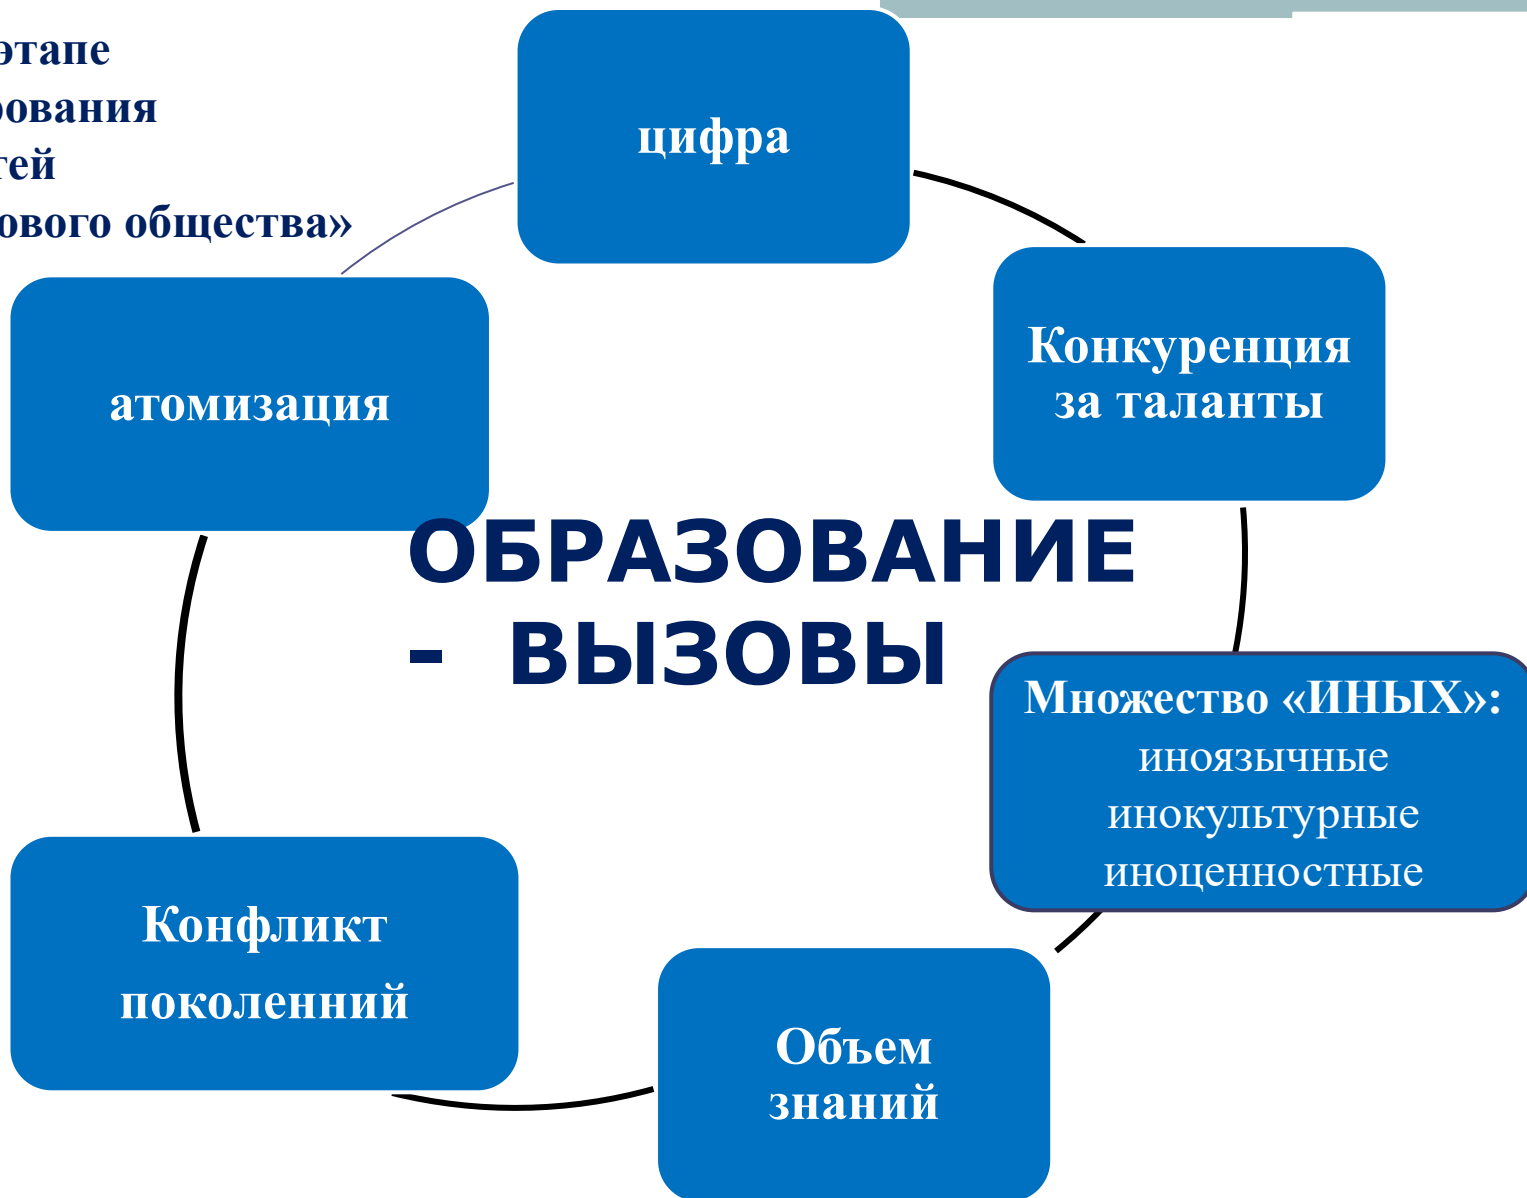 этапе
рования
тей
ового общества»
цифра
Конкуренция
за таланты
атомизация
ОБРАЗОВАНИЕ
- ВЫЗОВЫ
Множество «ИНЫХ»:
иноязычные
инокультурные
иноценностные
Конфликт
поколенний
Объем
знаний